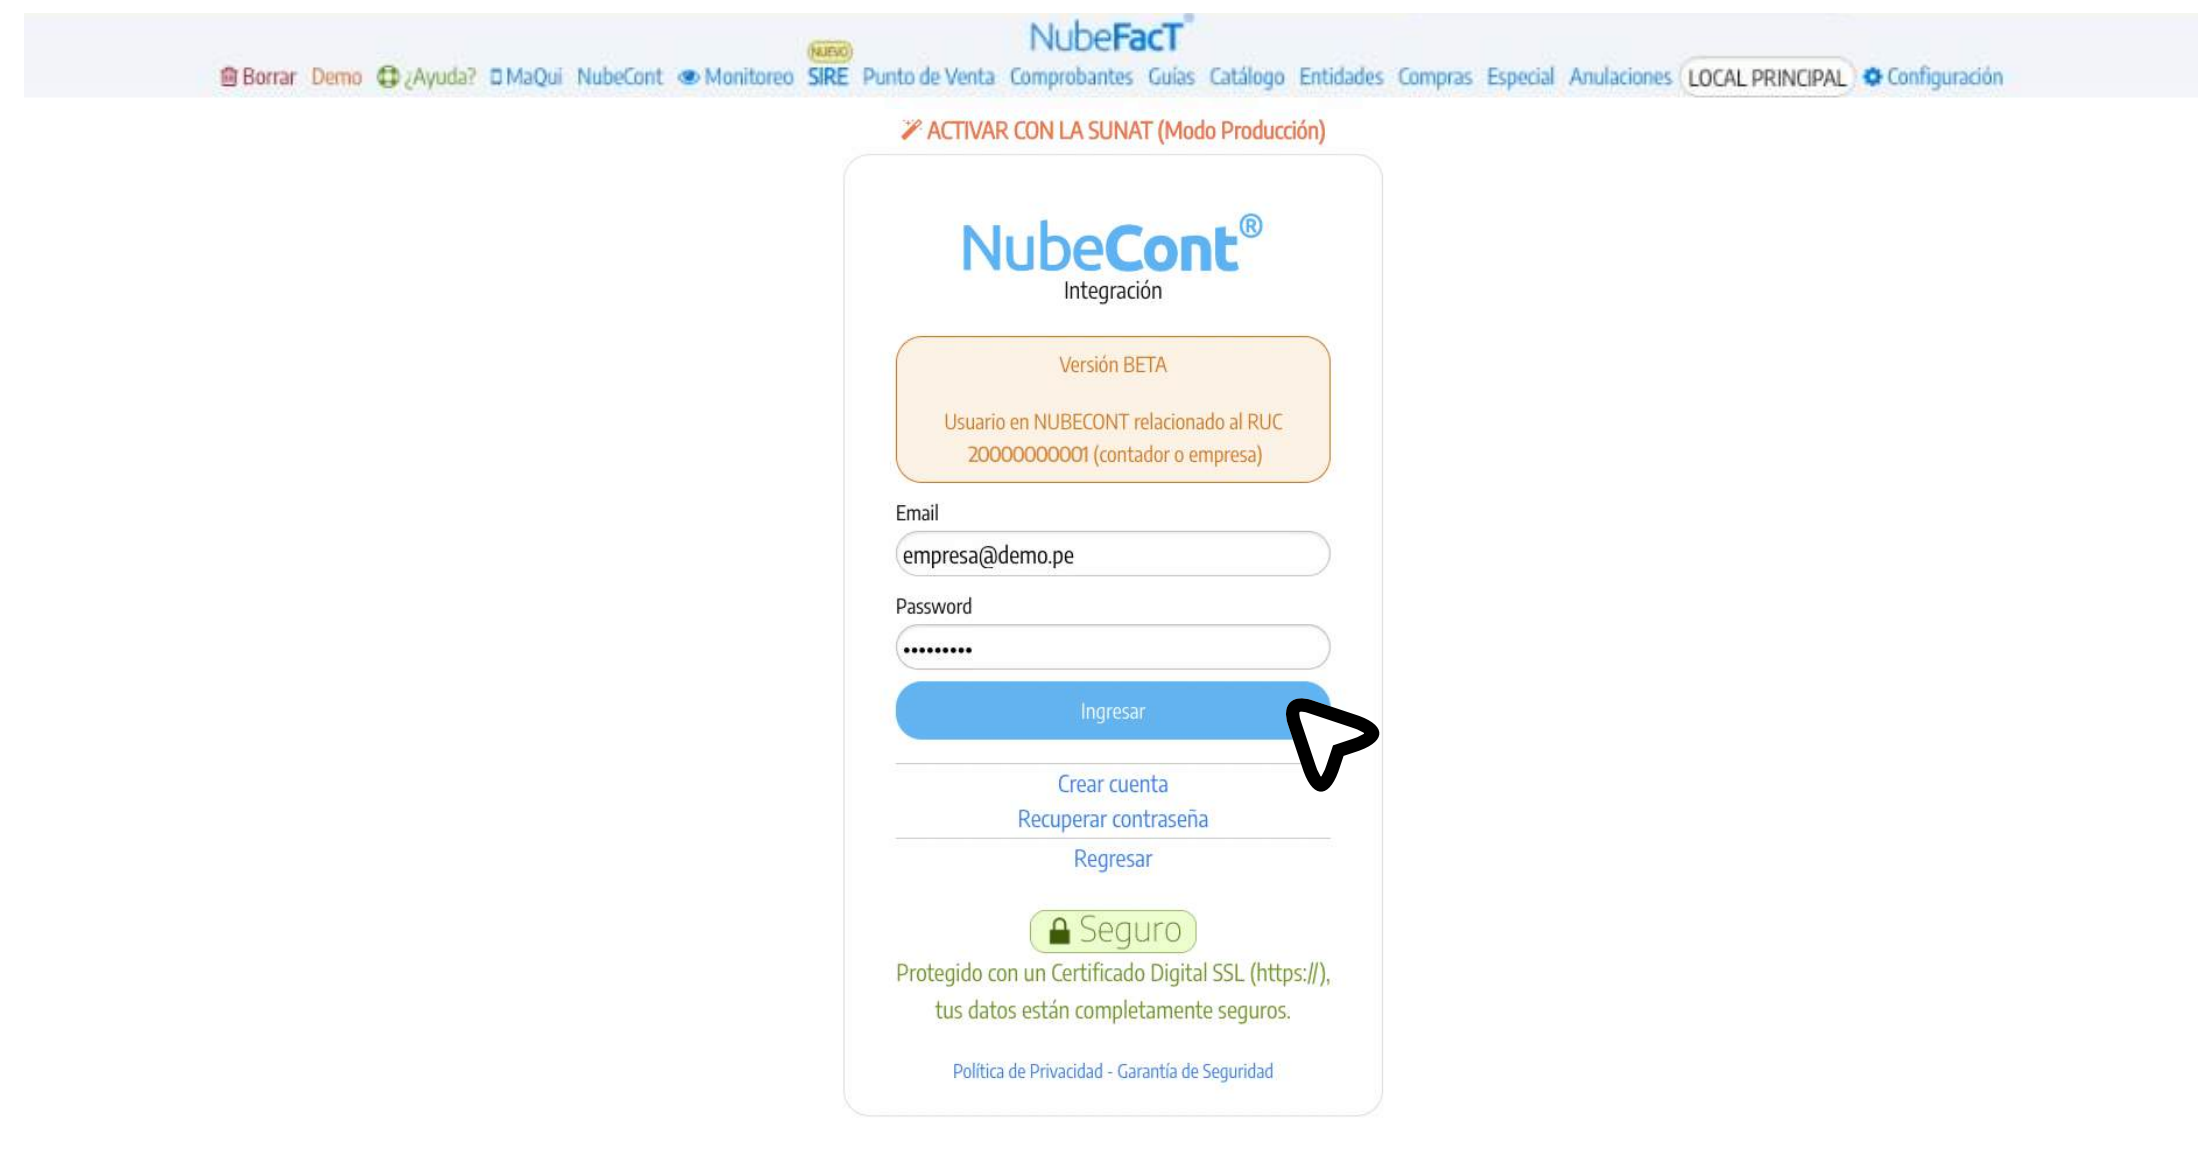 NubeFacT®
NUEVO
Borrar Demo ¿Ayuda? MaQui NubeCont Monitoreo SIRE Punto de Venta Comprobantes Guías Catálogo Entidades Compras Especial Anulaciones LOCAL PRINCIPAL Configuración
ACTIVAR CON LA SUNAT (Modo Producción)
NubeCont®
Integración
Versión BETA
Usuario en NUBECONT relacionado al RUC
20000000001 (contador o empresa)
Email
empresa@demo.pe
Password
•••••••••
Ingresar
Crear cuenta
Recuperar contraseña
Regresar
Seguro
Protegido con un Certificado Digital SSL (https://),
tus datos están completamente seguros.
Política de Privacidad - Garantía de Seguridad